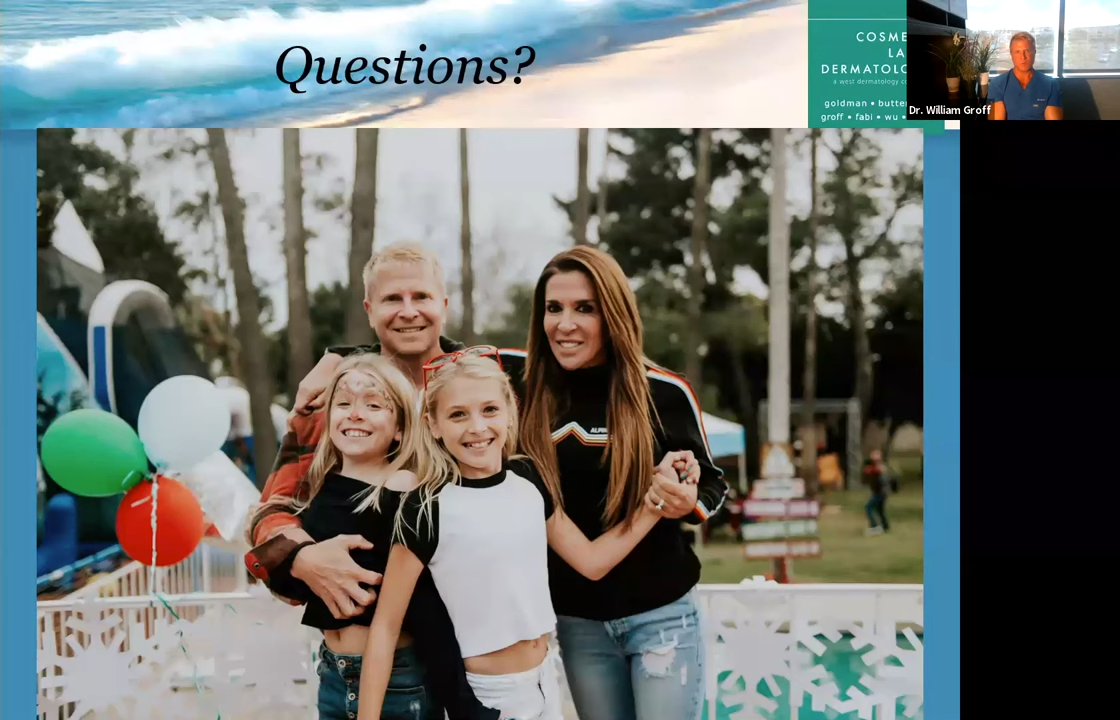 Questions?
COSME
LA
DERMATOLO
a west dermatology
goldman • butter
groff • fabi • wu •
Dr. William Groff